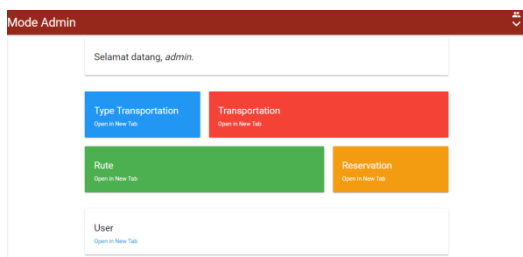 Mode Admin
Selamat datang, admin.
Type Transportation
Open in New Tab
Transportation
Open in New Tab
Rute
Open in New Tab
Reservation
Open in New Tab
User
Open in New Tab